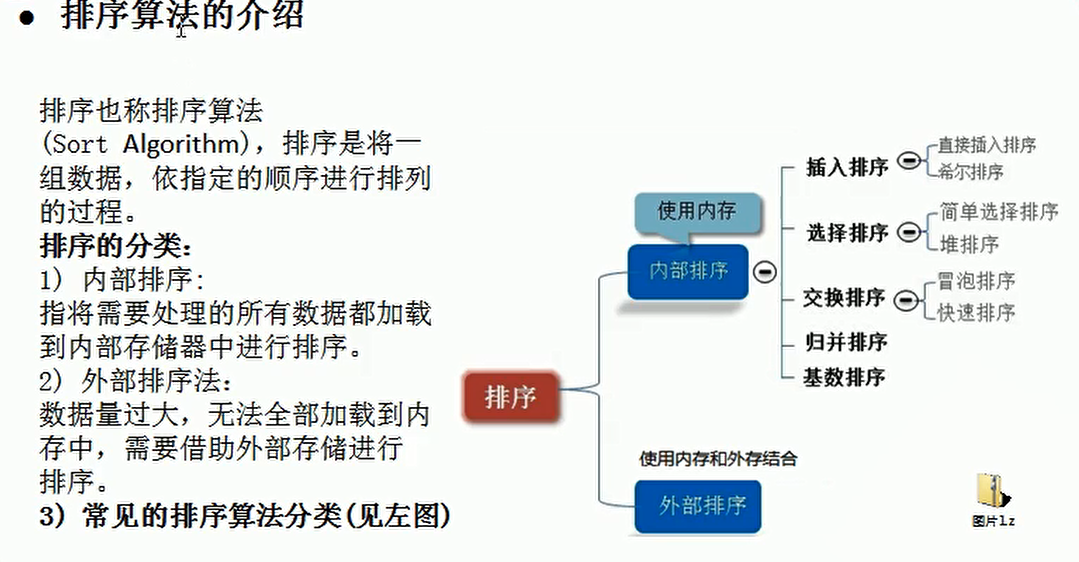 ● 排序算法的介绍
排序也称排序算法
(Sort Algorithm)，排序是将一
组数据，依指定的顺序进行排列
的过程。
排序的分类：
1) 内部排序:
指将需要处理的所有数据都加载
到内部存储器中进行排序。
2) 外部排序法：
数据量过大，无法全部加载到内
存中，需要借助外部存储进行
排序。
3) 常见的排序算法分类(见左图)
排序
使用内存
内部排序
插入排序
直接插入排序
希尔排序
选择排序
简单选择排序
堆排序
交换排序
冒泡排序
快速排序
归并排序
基数排序
使用内存和外存结合
外部排序
图片1.z